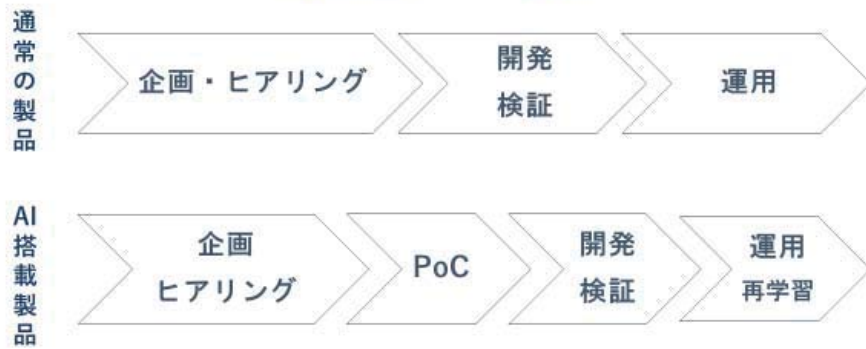 通常の製品
企画・ヒアリング
開発
検証
運用
AI搭載製品
企画
ヒアリング
PoC
開発
検証
運用
再学習